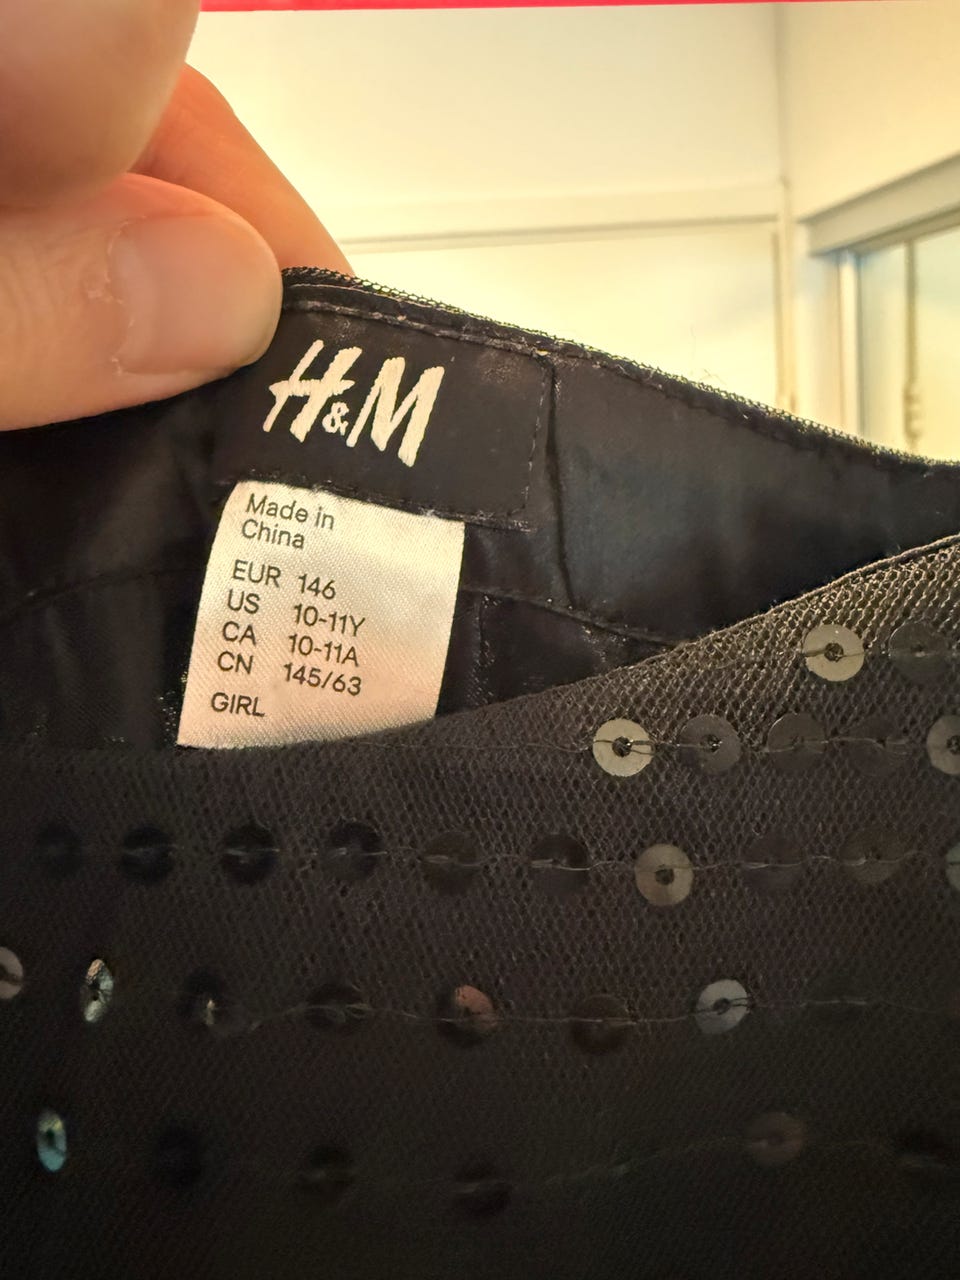 H&M
Made in
China
EUR 146
US 10-11Y
CA 10-11A
CN 145/63
GIRL